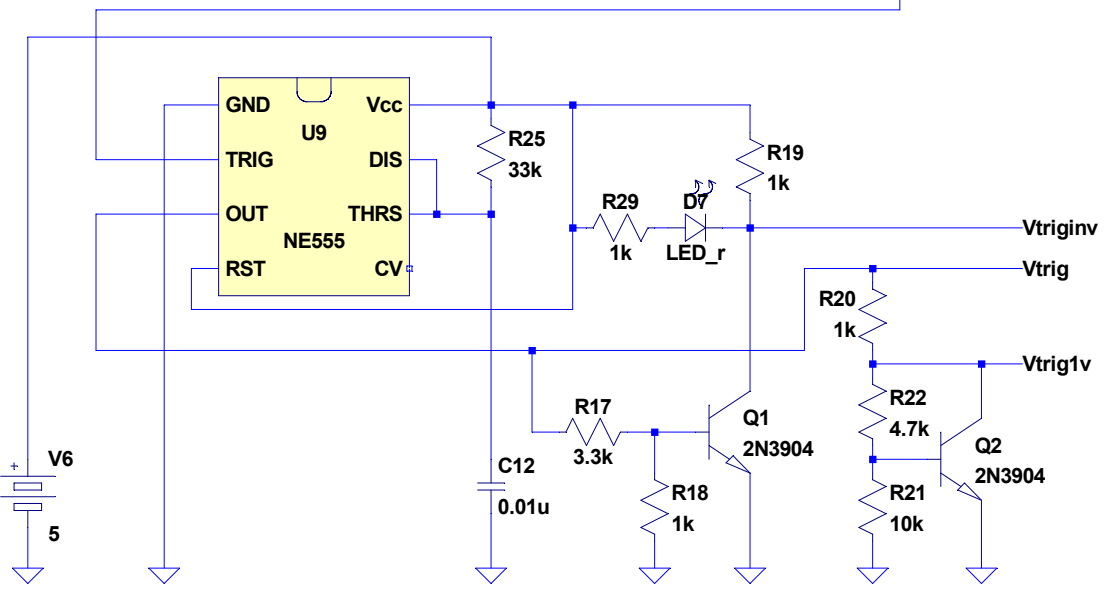 GND
Vcc
U9
TRIG
DIS
OUT
THRS
NE555
RST
CV
R25
33k
R19
1k
R29
1k
D7
LED_r
Vtriginv
Vtrig
R20
1k
Vtrig1v
R22
4.7k
R17
3.3k
Q1
2N3904
Q2
2N3904
V6
+
5
C12
0.01u
R18
1k
R21
10k